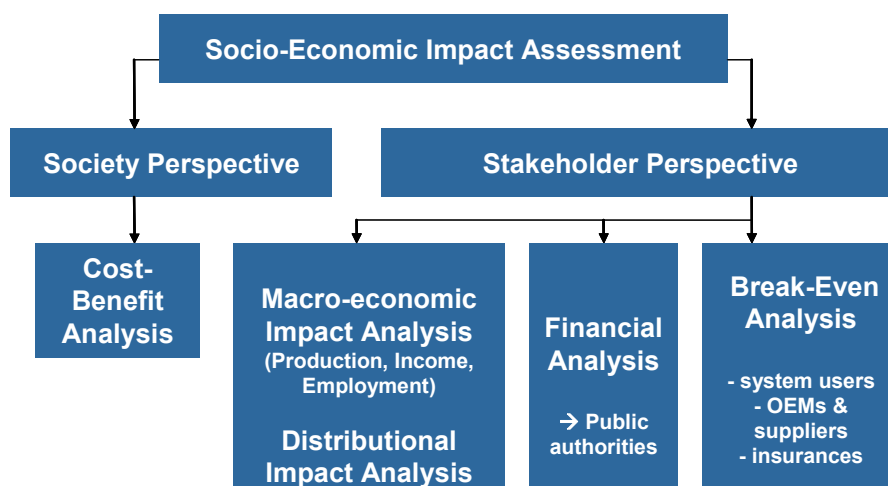 Socio-Economic Impact Assessment
Society Perspective
Stakeholder Perspective
Cost-
Benefit
Analysis
Macro-economic
Impact Analysis
(Production, Income,
Employment)
Distributional
Impact Analysis
Financial
Analysis
→ Public
authorities
Break-Even
Analysis
- system users
- OEMs &
suppliers
- insurances